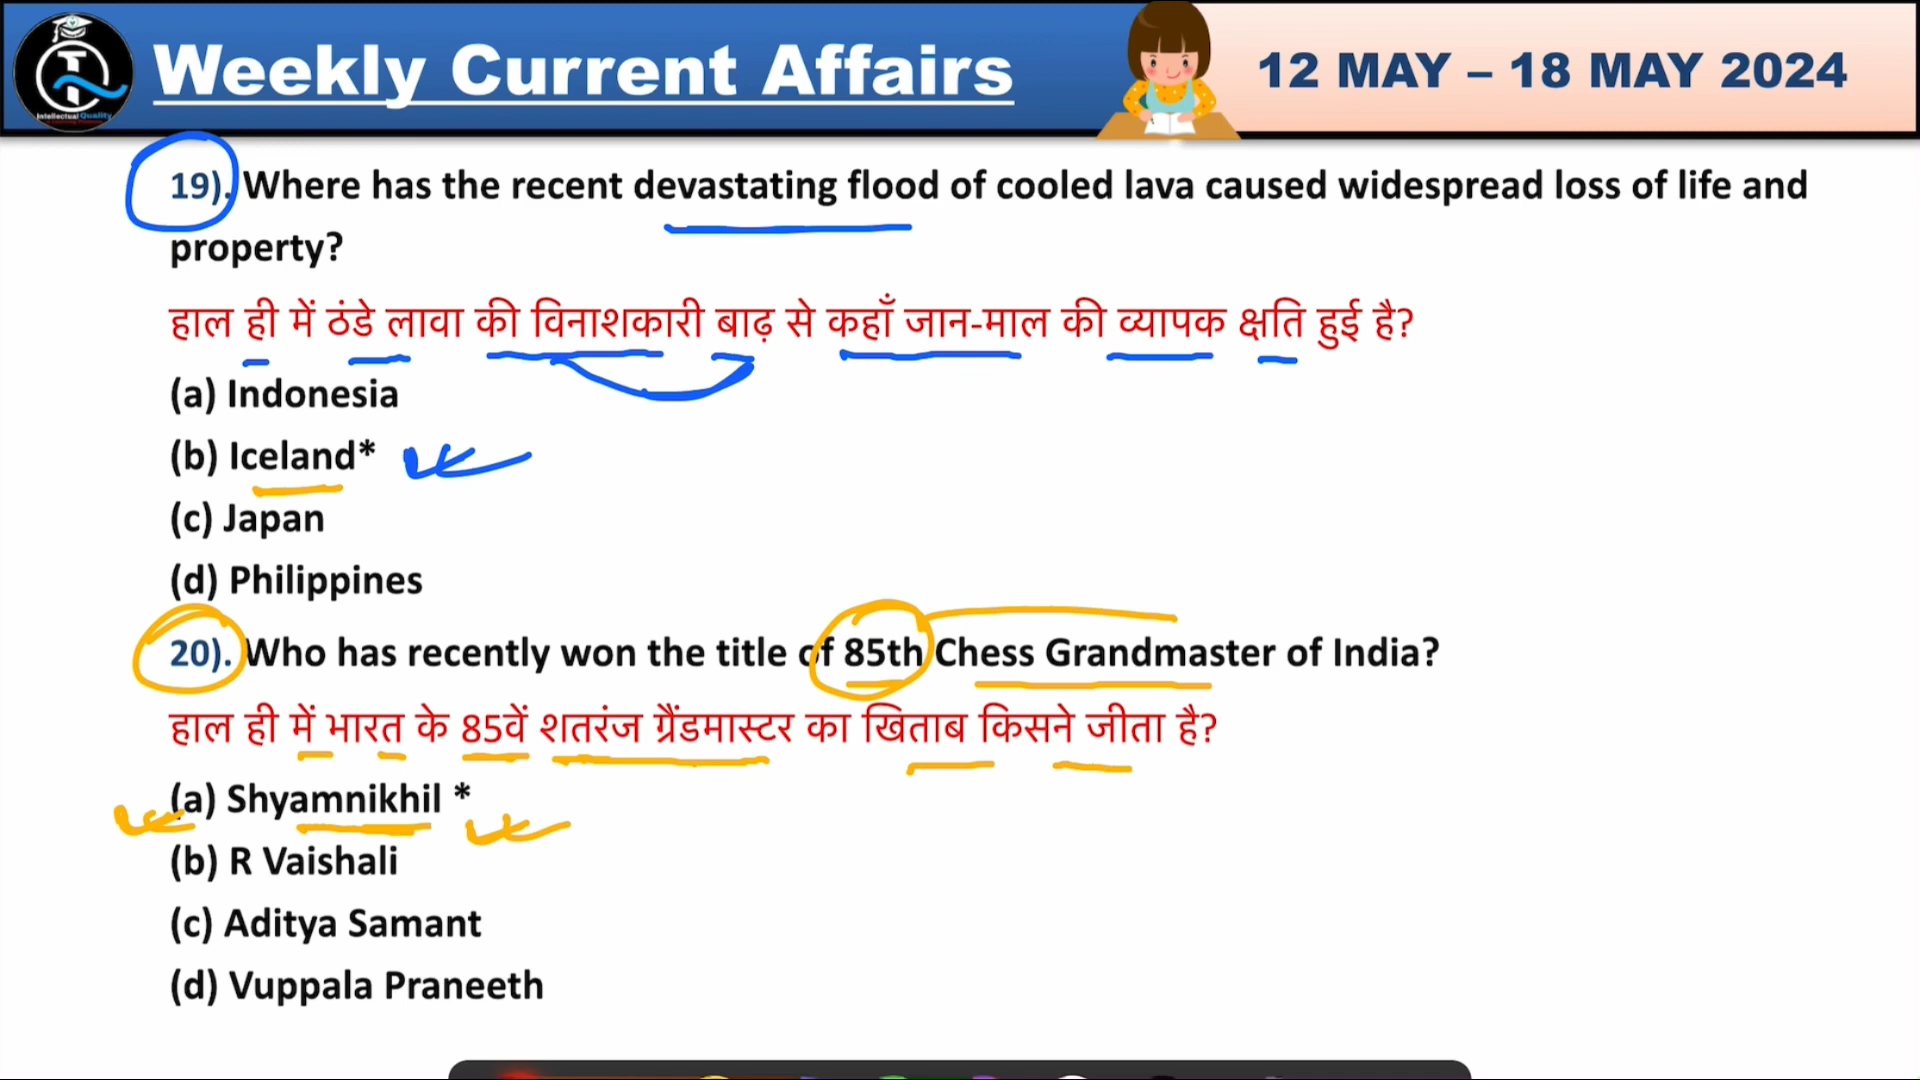 Intellectual Quality
Weekly Current Affairs
12 MAY – 18 MAY 2024
19). Where has the recent devastating flood of cooled lava caused widespread loss of life and
property?
हाल ही में ठंडे लावा की विनाशकारी बाढ़ से कहाँ जान-माल की व्यापक क्षति हुई है?
(a) Indonesia
(b) Iceland*
(c) Japan
(d) Philippines
20). Who has recently won the title of 85th Chess Grandmaster of India?
हाल ही में भारत के 85वें शतरंज ग्रैंडमास्टर का खिताब किसने जीता है?
(a) Shyamnikhil *
(b) R Vaishali
(c) Aditya Samant
(d) Vuppala Praneeth